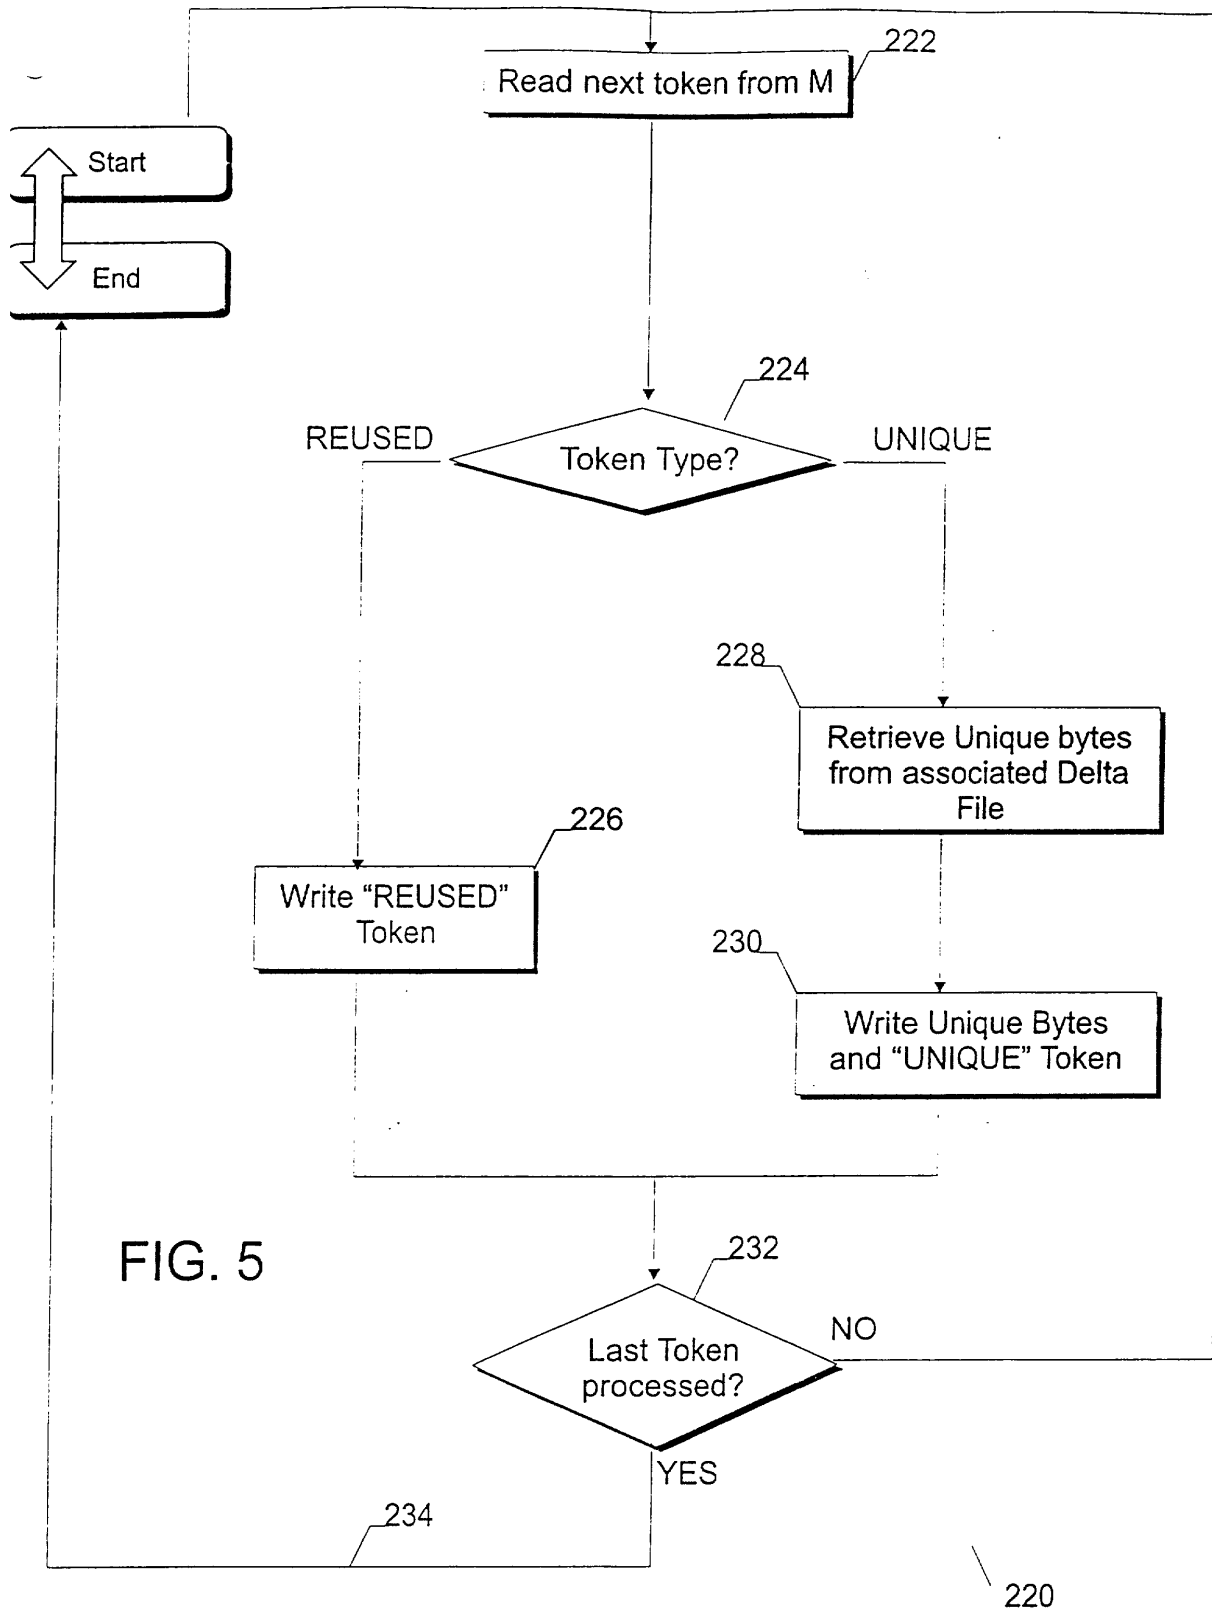 222
Read next token from M
Start
End
224
REUSED
Token Type?
UNIQUE
228
Retrieve Unique bytes
from associated Delta
File
226
Write “REUSED”
Token
230
Write Unique Bytes
and “UNIQUE” Token
FIG. 5
232
Last Token
processed?
NO
YES
234
220